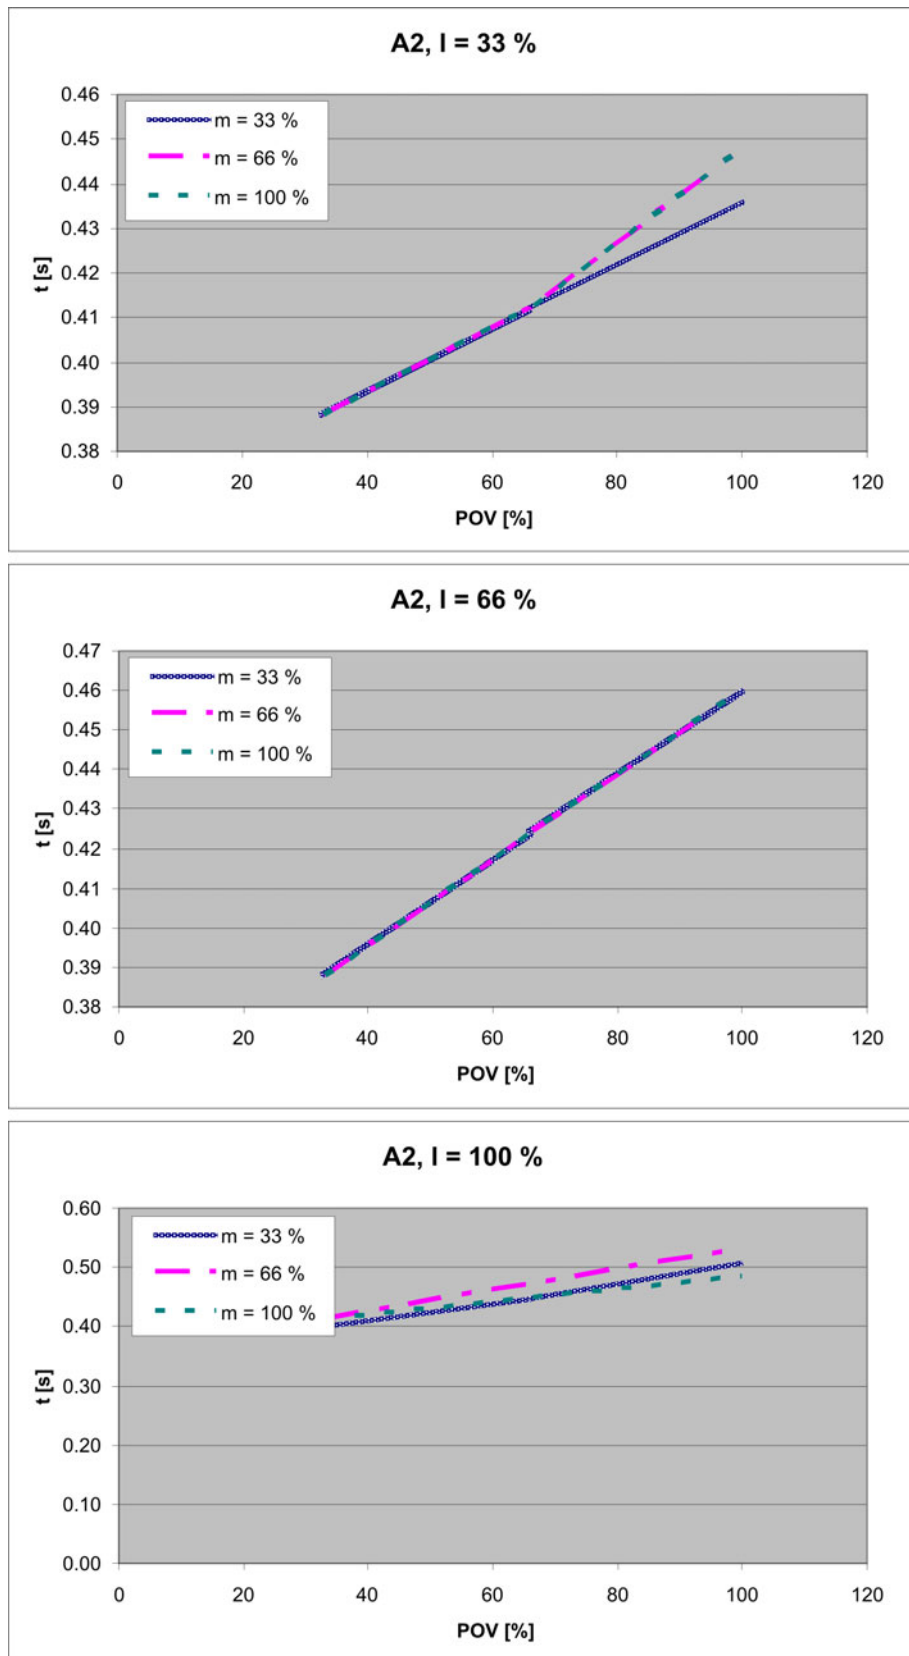 A2, l = 33 %
0.46
0.45
0.44
0.43
0.42
0.41
0.40
0.39
0.38
t [s]
m = 33 %
m = 66 %
m = 100 %
0 20 40 60 80 100 120
POV [%]
A2, l = 66 %
0.47
0.46
0.45
0.44
0.43
0.42
0.41
0.40
0.39
0.38
t [s]
m = 33 %
m = 66 %
m = 100 %
0 20 40 60 80 100 120
POV [%]
A2, l = 100 %
0.60
0.50
0.40
0.30
0.20
0.10
0.00
t [s]
m = 33 %
m = 66 %
m = 100 %
0 20 40 60 80 100 120
POV [%]